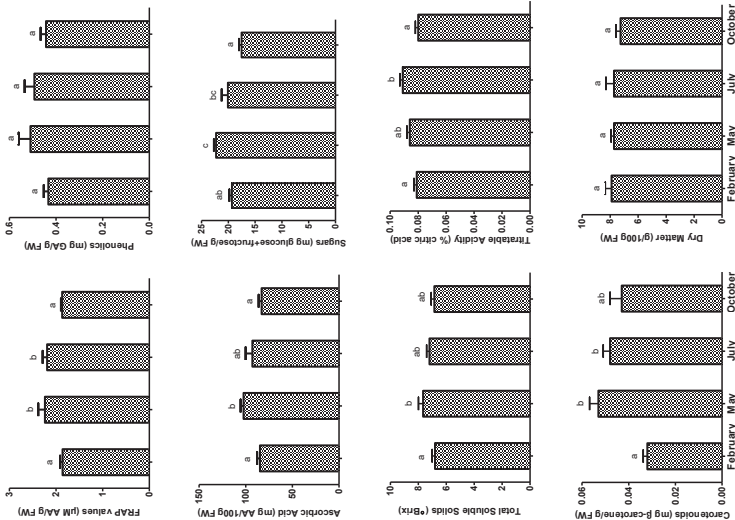 FRAP values (µM AA/g FW)
3
2
1
0
a
b
b
a
Phenolics (mg GA/g FW)
0.6
0.4
0.2
0.0
a
a
a
a
Ascorbic Acid (mg AA/100g FW)
150
100
50
0
a
b
ab
a
Sugars (mg glucose+fructose/g FW)
25
20
15
10
5
0
ab
c
bc
a
Total Soluble Solids (ºBrix)
10
8
6
4
2
0
a
b
ab
ab
Titratable Acidity (% citric acid)
0.10
0.08
0.06
0.04
0.02
0.00
a
ab
b
a
Carotenoids (mg β-carotene/g FW)
0.06
0.04
0.02
0.00
a
b
b
ab
February May July October
Dry Matter (g/100g FW)
10
8
6
4
2
0
a
a
a
a
February May July October